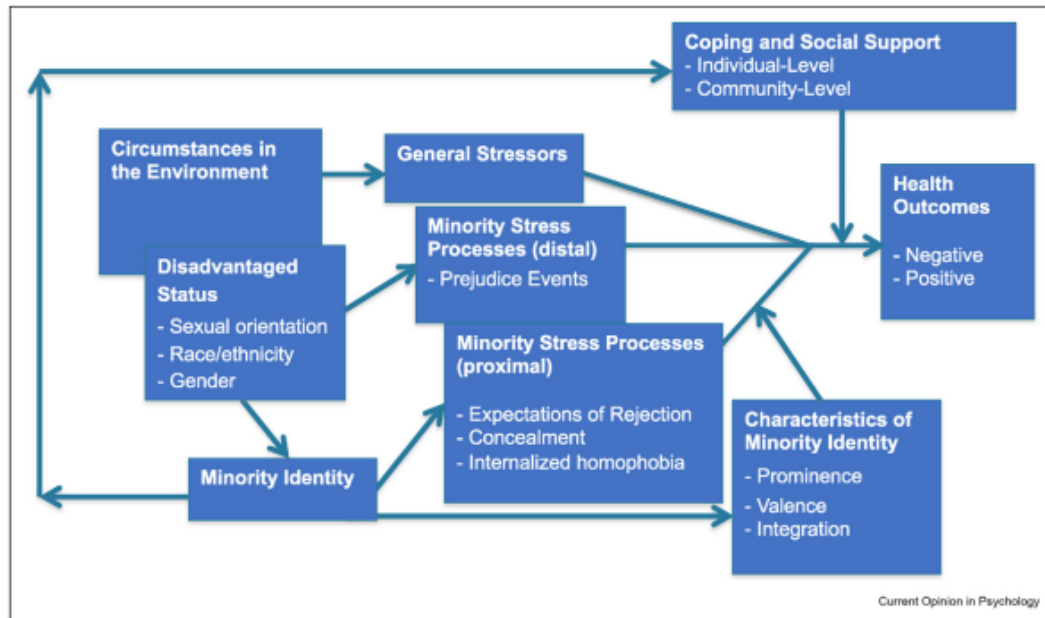 Coping and Social Support
- Individual-Level
- Community-Level
Circumstances in
the Environment
General Stressors
Health
Outcomes
- Negative
- Positive
Minority Stress
Processes (distal)
- Prejudice Events
Disadvantaged
Status
- Sexual orientation
- Race/ethnicity
- Gender
Minority Stress Processes
(proximal)
- Expectations of Rejection
- Concealment
- Internalized homophobia
Characteristics of
Minority Identity
- Prominence
- Valence
- Integration
Minority Identity
Current Opinion in Psychology